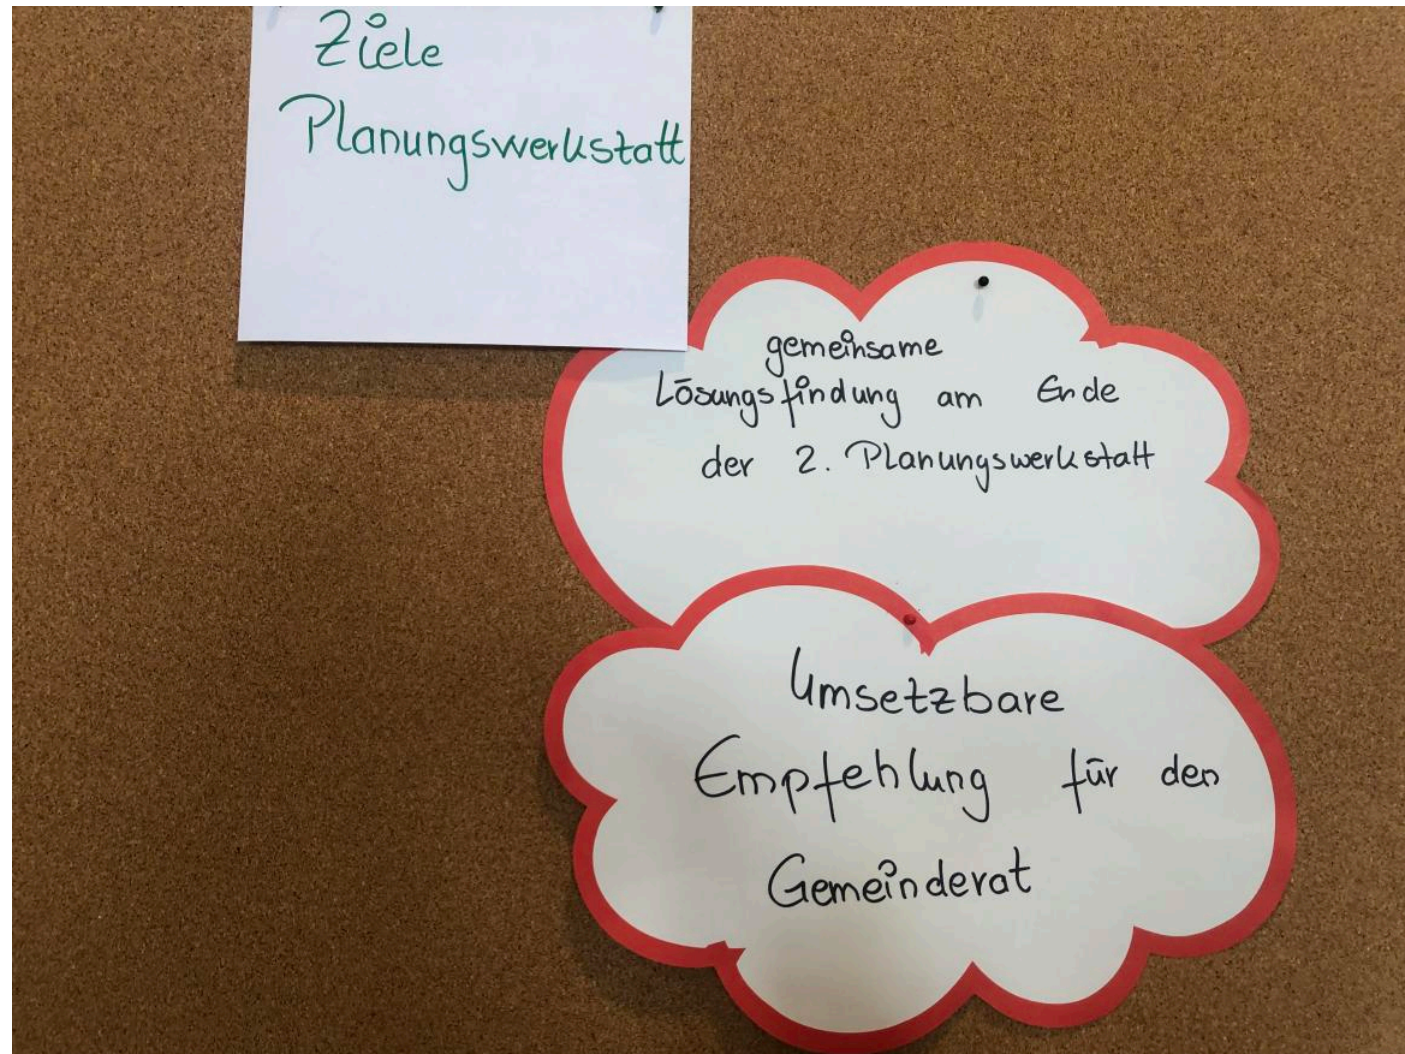 Ziele
Planungswerkstatt
gemeinsame
Lösungsfindung am Ende
der 2. Planungswerkstatt
Umsetzbare
Empfehlung für den
Gemeinderat